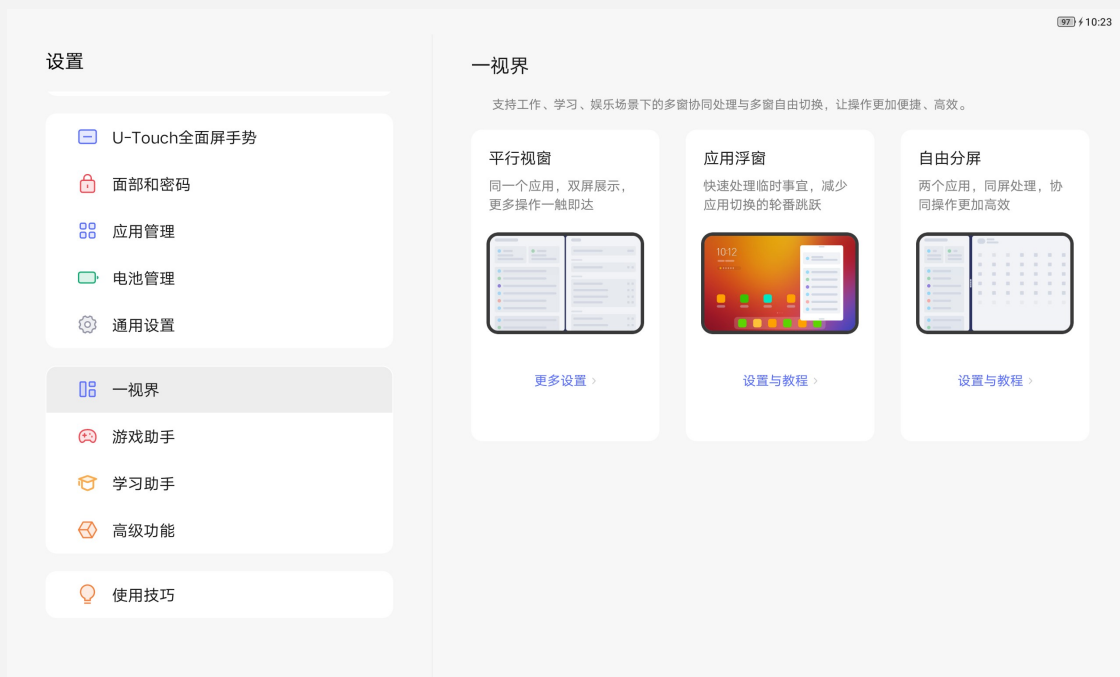 97 10:23
设置
U-Touch全面屏手势
面部和密码
应用管理
电池管理
通用设置
一视界
游戏助手
学习助手
高级功能
使用技巧
一视界
支持工作、学习、娱乐场景下的多窗协同处理与多窗自由切换，让操作更加便捷、高效。
平行视窗
同一个应用，双屏展示，
更多操作一触即达
更多设置
应用浮窗
快速处理临时事宜，减少
应用切换的轮番跳跃
10:12
设置与教程
自由分屏
两个应用，同屏处理，协
同操作更加高效
设置与教程